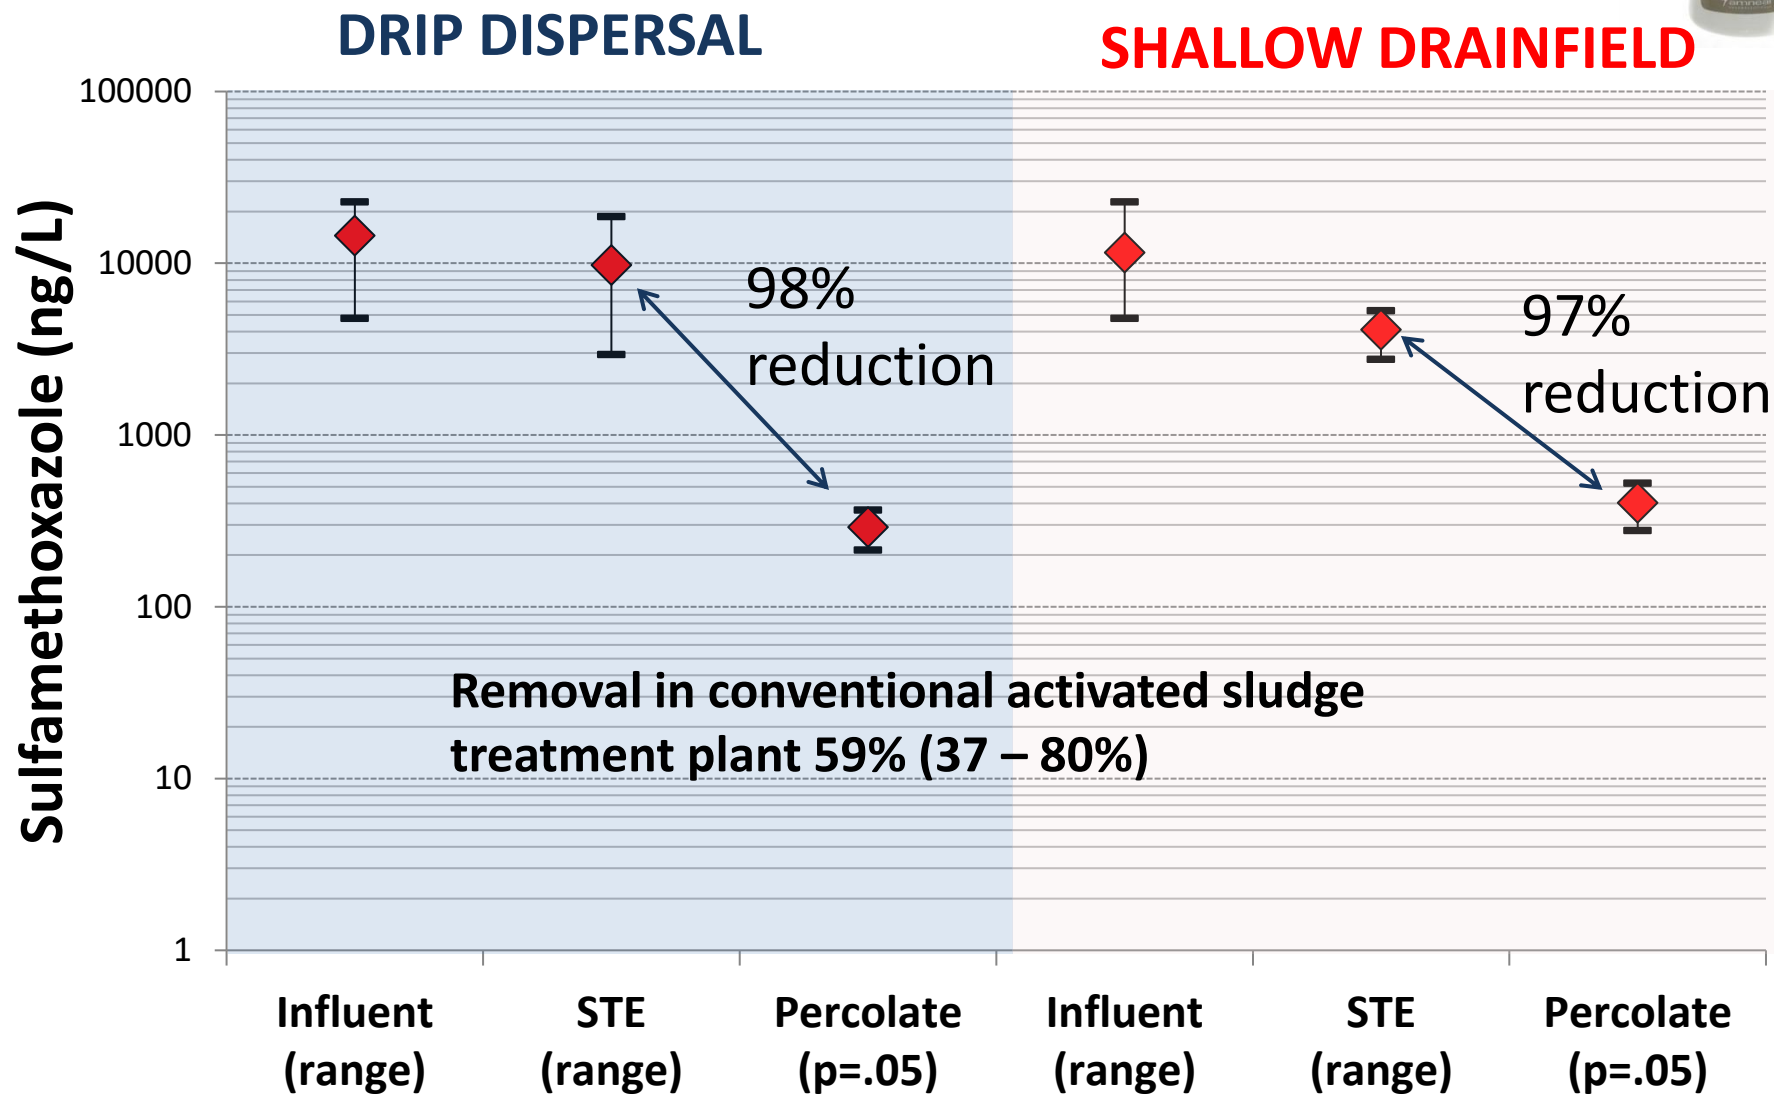 DRIP DISPERSAL
SHALLOW DRAINFIELD
Sulfamethoxazole (ng/L)
100000
10000
1000
100
10
1
98%
reduction
97%
reduction
Removal in conventional activated sludge
treatment plant 59% (37 – 80%)
Influent
(range)
STE
(range)
Percolate
(p=.05)
Influent
(range)
STE
(range)
Percolate
(p=.05)